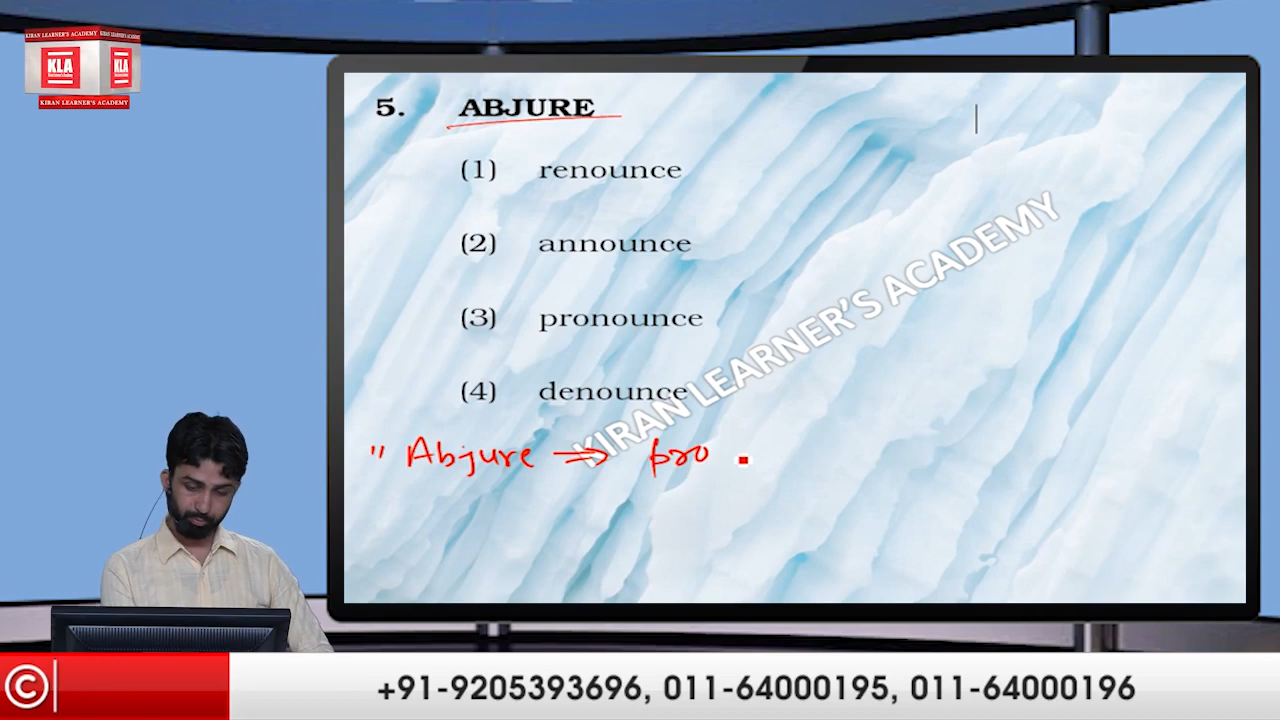 KIRAN LEARNER'S ACADEMY
KIRAN LEARNER'S ACADEMY
KLA
KLA
KIRAN LEARNER'S ACADEMY
5. ABJURE
(1) renounce
(2) announce
(3) pronounce
(4) denounce
KIRAN LEARNER'S ACADEMY
" Abjure ⇒ pro
©
+91-9205393696, 011-64000195, 011-64000196